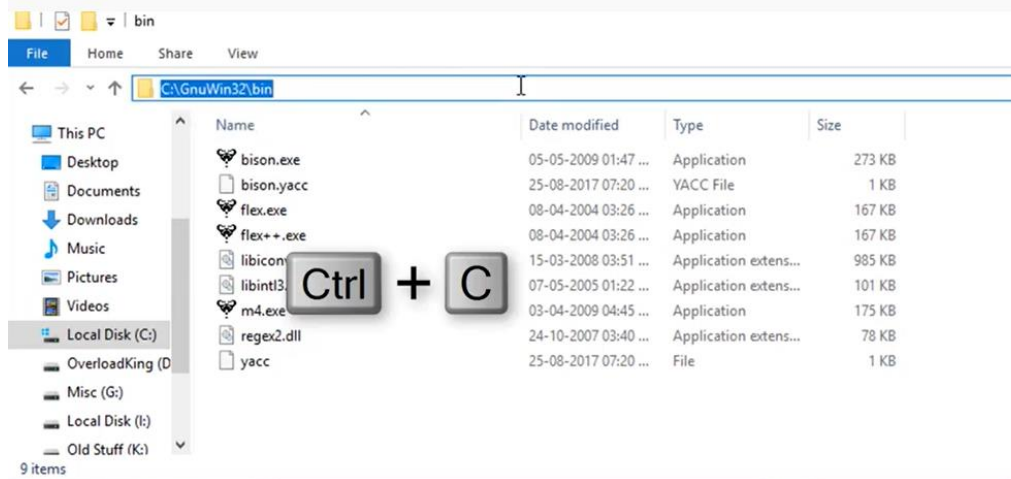 bin
File Home Share View
C:\GnuWin32\bin
This PC
Desktop
Documents
Downloads
Music
Pictures
Videos
Local Disk (C:)
OverloadKing (D
Misc (G:)
Local Disk (I:)
Old Stuff (K:)
Name Date modified Type Size
bison.exe 05-05-2009 01:47 ... Application 273 KB
bison.yacc 25-08-2017 07:20 ... YACC File 1 KB
flex.exe 08-04-2004 03:26 ... Application 167 KB
flex++.exe 08-04-2004 03:26 ... Application 167 KB
libicon 15-03-2008 03:51 ... Application extens... 985 KB
libintl3. 07-05-2005 01:22 ... Application extens... 101 KB
m4.exe 03-04-2009 04:45 ... Application 175 KB
regex2.dll 24-10-2007 03:40 ... Application extens... 78 KB
yacc 25-08-2017 07:20 ... File 1 KB
Ctrl + C
9 items